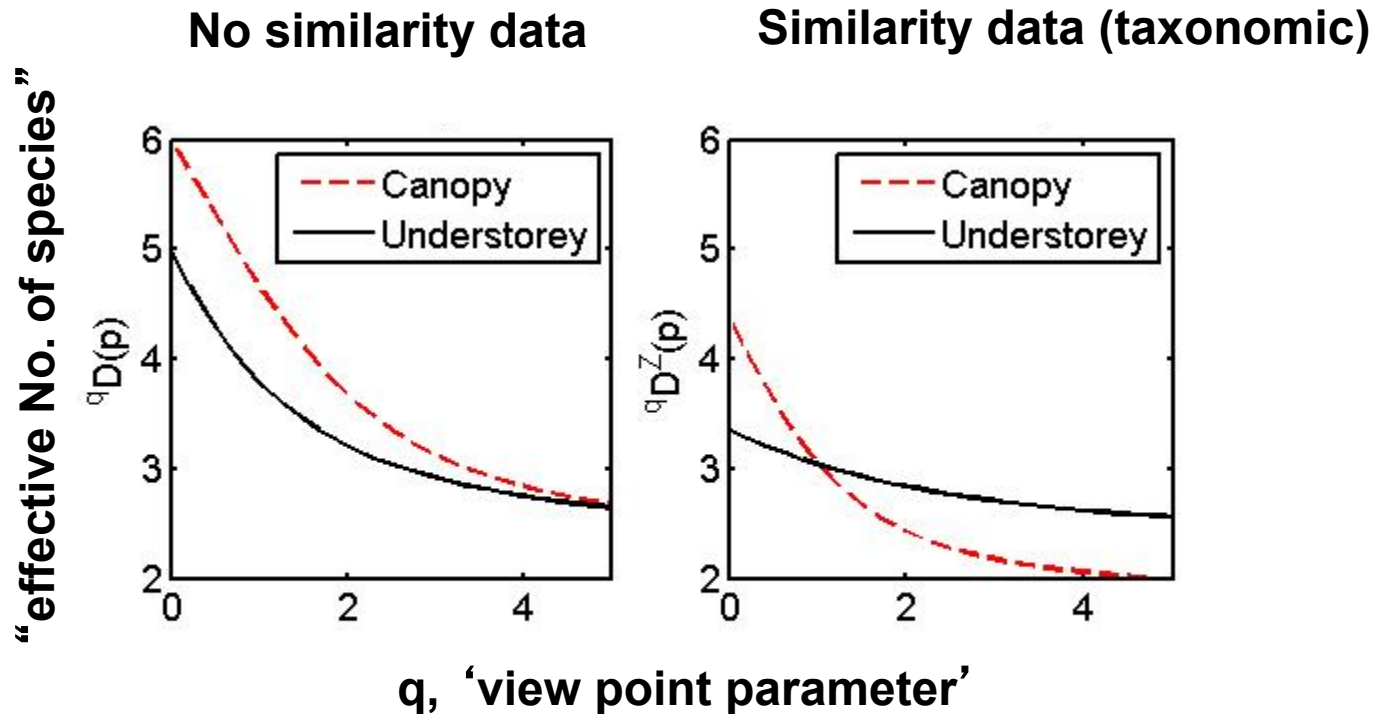 No similarity data
Similarity data (taxonomic)
“effective No. of species”
6
5
4
3
2
qD(p)
Canopy
Understorey
0
2
4
6
5
4
3
2
qDZ(p)
Canopy
Understorey
0
2
4
q, ‘view point parameter’